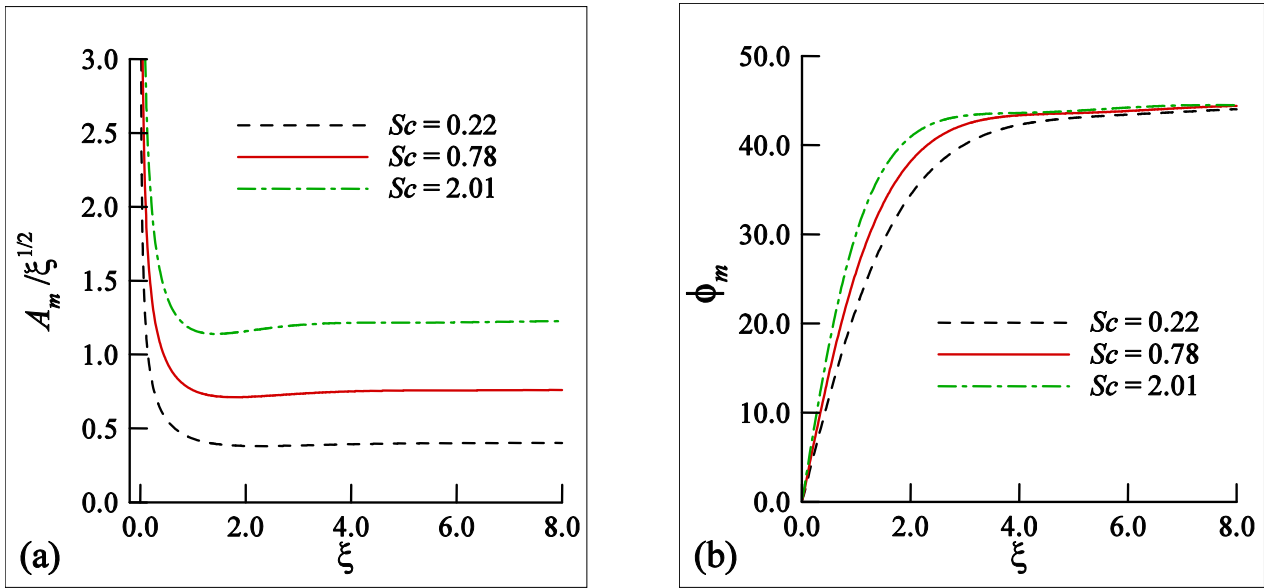 3.0
2.5
2.0
1.5
1.0
0.5
0.0
A_m/ξ^{1/2}
Sc = 0.22
Sc = 0.78
Sc = 2.01
0.0 2.0 4.0 6.0 8.0
ξ
(a)
50.0
40.0
30.0
20.0
10.0
0.0
ϕ_m
Sc = 0.22
Sc = 0.78
Sc = 2.01
0.0 2.0 4.0 6.0 8.0
ξ
(b)